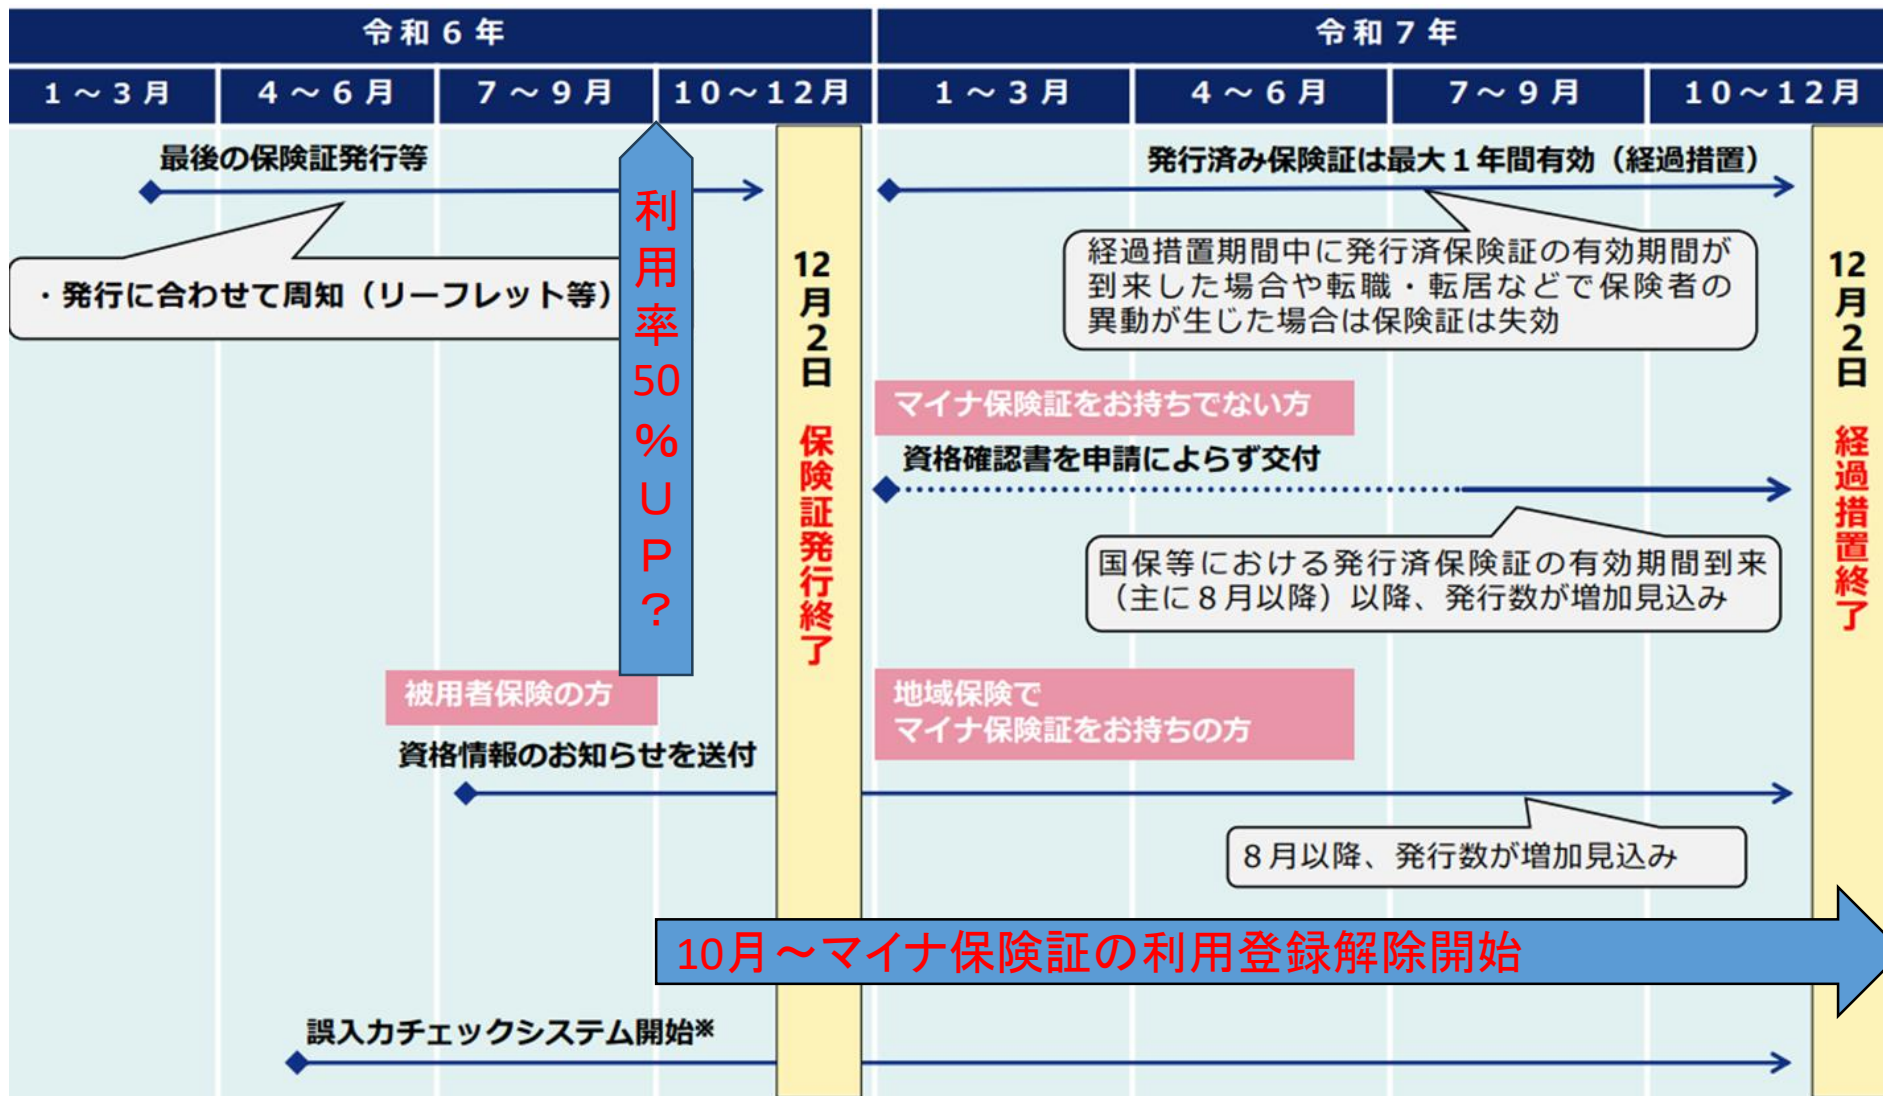 令和6年
令和7年
1～3月
4～6月
7～9月
10～12月
1～3月
4～6月
7～9月
10～12月
最後の保険証発行等
・発行に合わせて周知（リーフレット等）
利用率50％UP？
12月2日 保険証発行終了
発行済み保険証は最大1年間有効（経過措置）
経過措置期間中に発行済保険証の有効期間が
到来した場合や転職・転居などで保険者の
異動が生じた場合は保険証は失効
マイナ保険証をお持ちでない方
資格確認書を申請によらず交付
国保等における発行済保険証の有効期間到来
（主に8月以降）以降、発行数が増加見込み
12月2日 経過措置終了
被用者保険の方
資格情報のお知らせを送付
地域保険で
マイナ保険証をお持ちの方
8月以降、発行数が増加見込み
10月～マイナ保険証の利用登録解除開始
誤入力チェックシステム開始※